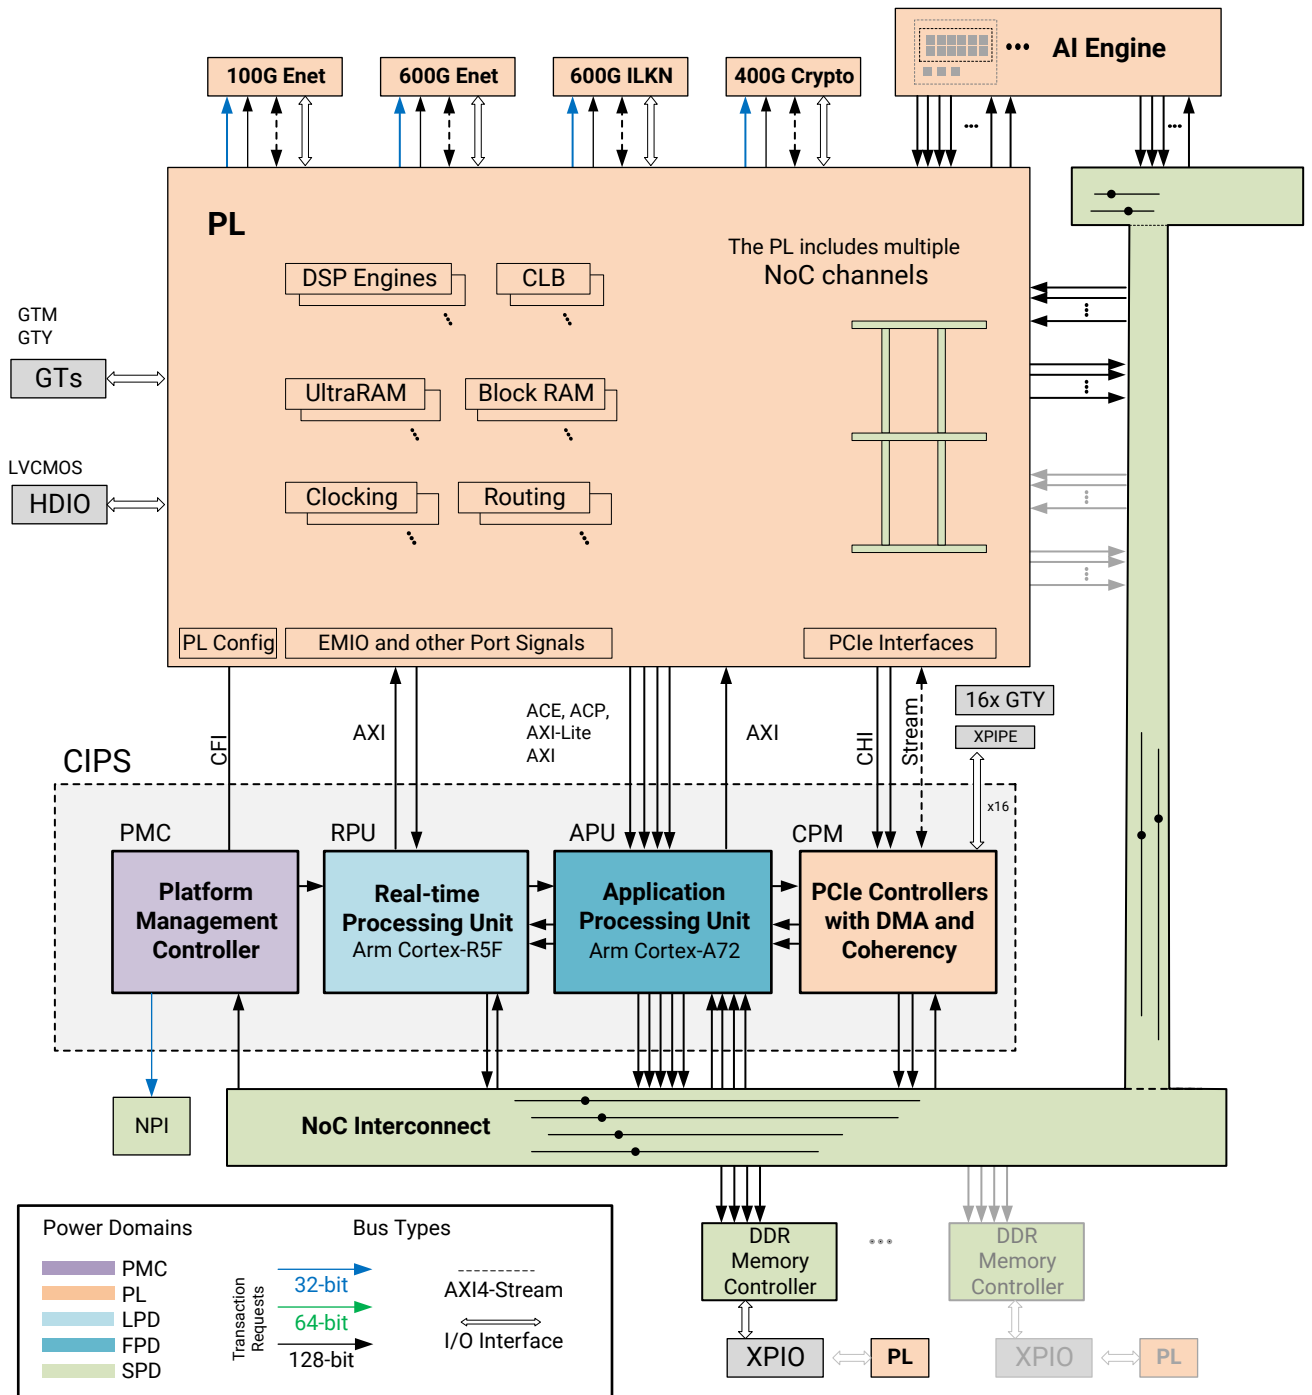 100G Enet
600G Enet
600G ILKN
400G Crypto
AI Engine
PL
The PL includes multiple
NoC channels
DSP Engines
CLB
GTM
GTY
GTs
UltraRAM
Block RAM
LVCMOS
HDIO
Clocking
Routing
PL Config
EMIO and other Port Signals
PCIe Interfaces
CFI
AXI
ACE, ACP,
AXI-Lite
AXI
AXI
CHI
Stream
16x GTY
XPIPE
x16
CIPS
PMC
RPU
APU
CPM
Platform
Management
Controller
Real-time
Processing Unit
Arm Cortex-R5F
Application
Processing Unit
Arm Cortex-A72
PCIe Controllers
with DMA and
Coherency
NPI
NoC Interconnect
DDR
Memory
Controller
DDR
Memory
Controller
XPIO
PL
XPIO
PL
Power Domains
PMC
PL
LPD
FPD
SPD
Bus Types
Transaction
Requests
32-bit
64-bit
128-bit
AXI4-Stream
I/O Interface